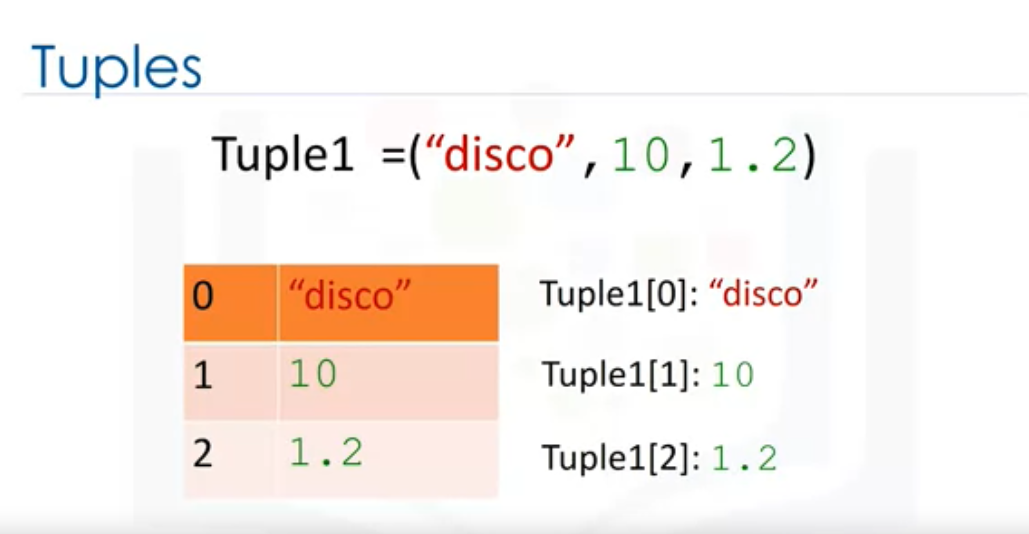 Tuples
Tuple1 =(“disco”,10,1.2)
0 “disco” Tuple1[0]: “disco”
1 10 Tuple1[1]: 10
2 1.2 Tuple1[2]: 1.2